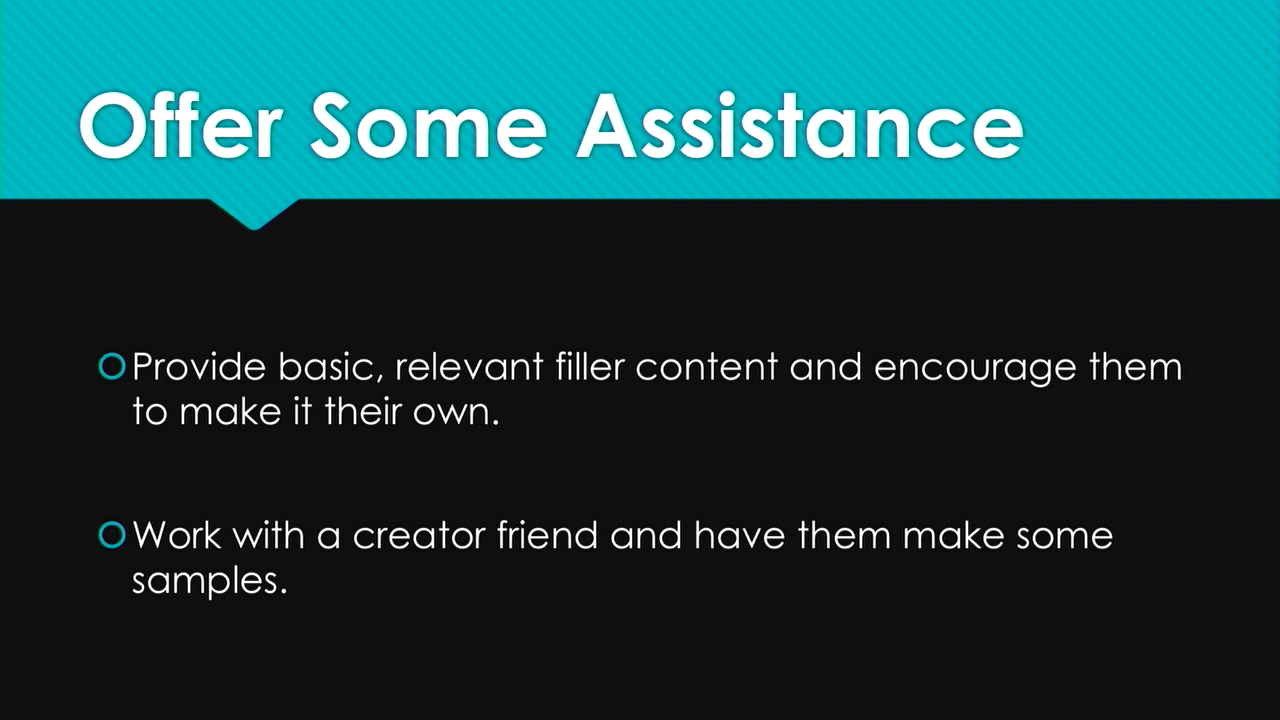 Offer Some Assistance
Provide basic, relevant filler content and encourage them
to make it their own.
Work with a creator friend and have them make some
samples.